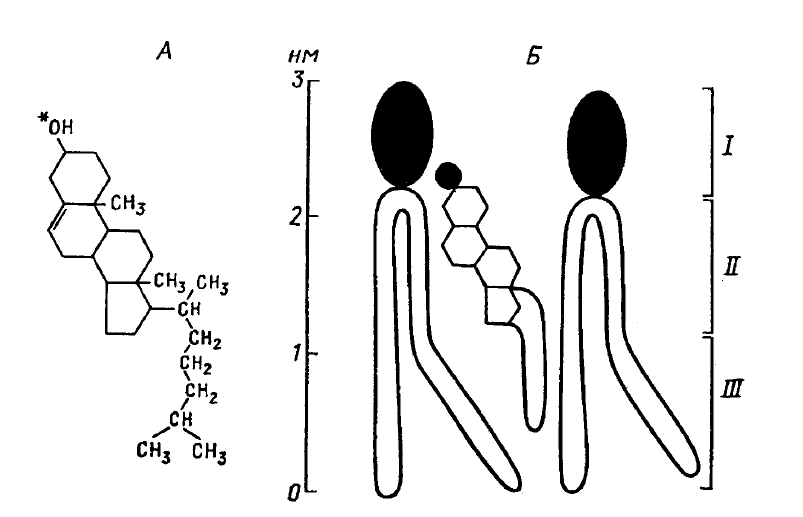 А
нм
Б
3
2
1
0
*OH
CH₃
CH₃
CH₃
CH
CH₂
CH₂
CH₂
CH
CH₃
CH₃
I
II
III